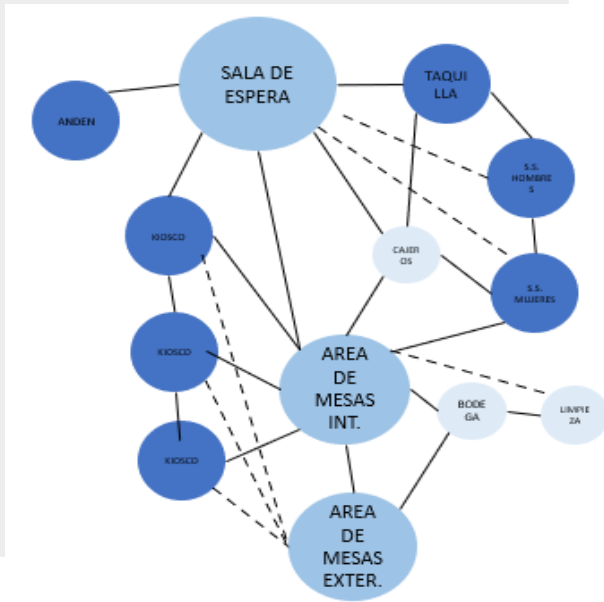 SALA DE
ESPERA
TAQUI
LLA
ANDEN
S.S.
HOMBRE
S
KIOSCO
CAJER
OS
S.S.
MUJERES
KIOSCO
AREA
DE
MESAS
INT.
BODE
GA
LIMPIE
ZA
KIOSCO
AREA
DE
MESAS
EXTER.